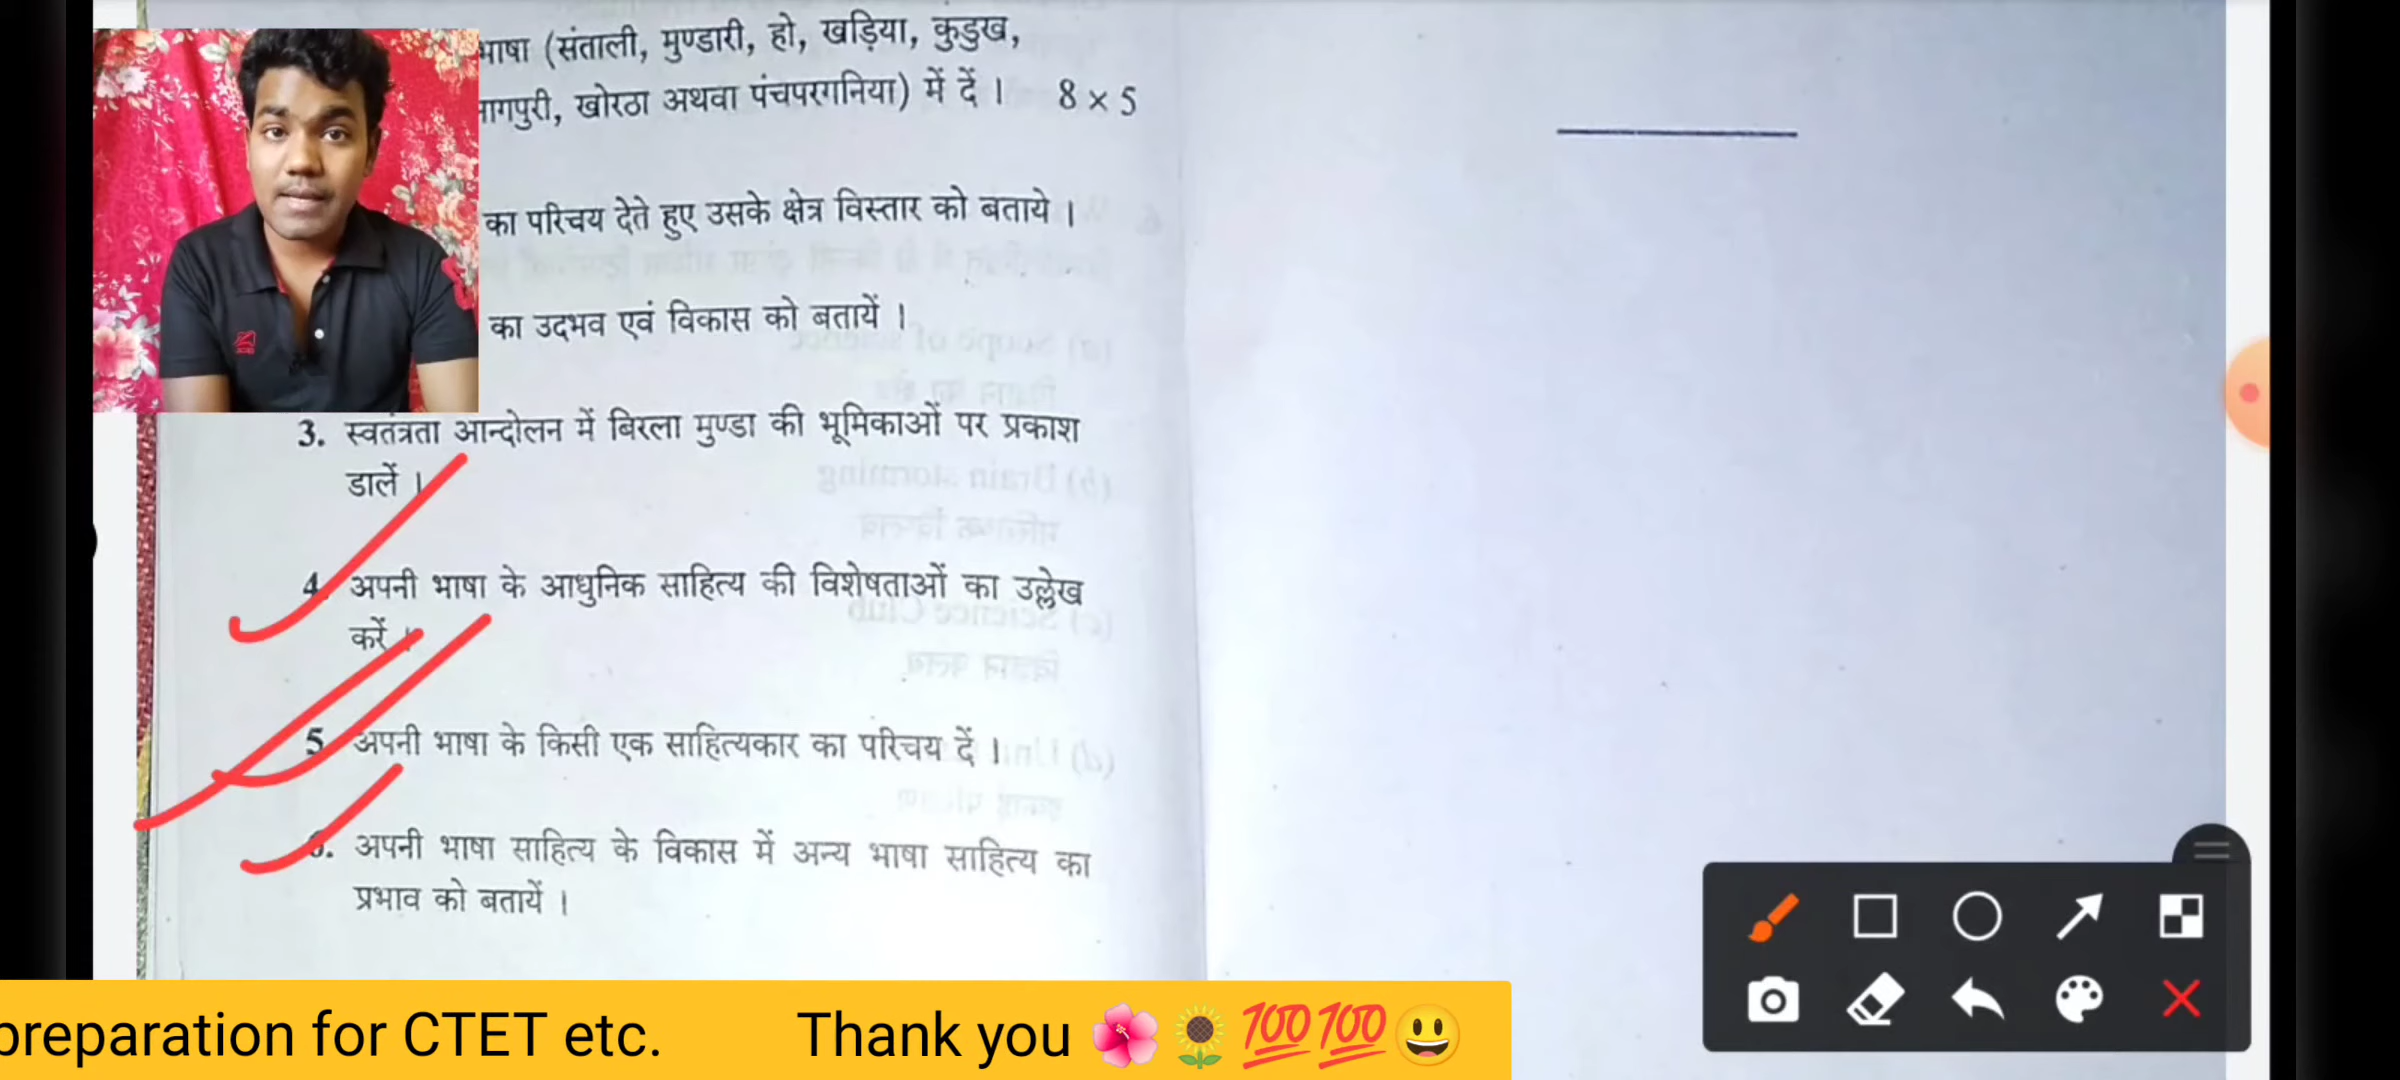 भाषा (संताली, मुण्डारी, हो, खड़िया, कुडुख,
नागपुरी, खोरठा अथवा पंचपरगनिया) में दें । 8 × 5
का परिचय देते हुए उसके क्षेत्र विस्तार को बताये ।
का उदभव एवं विकास को बतायें ।
3. स्वतंत्रता आन्दोलन में बिरला मुण्डा की भूमिकाओं पर प्रकाश
डालें ।
4. अपनी भाषा के आधुनिक साहित्य की विशेषताओं का उल्लेख
करें ।
5. अपनी भाषा के किसी एक साहित्यकार का परिचय दें ।
6. अपनी भाषा साहित्य के विकास में अन्य भाषा साहित्य का
प्रभाव को बतायें ।
preparation for CTET etc. Thank you 🌺🌻💯💯😃